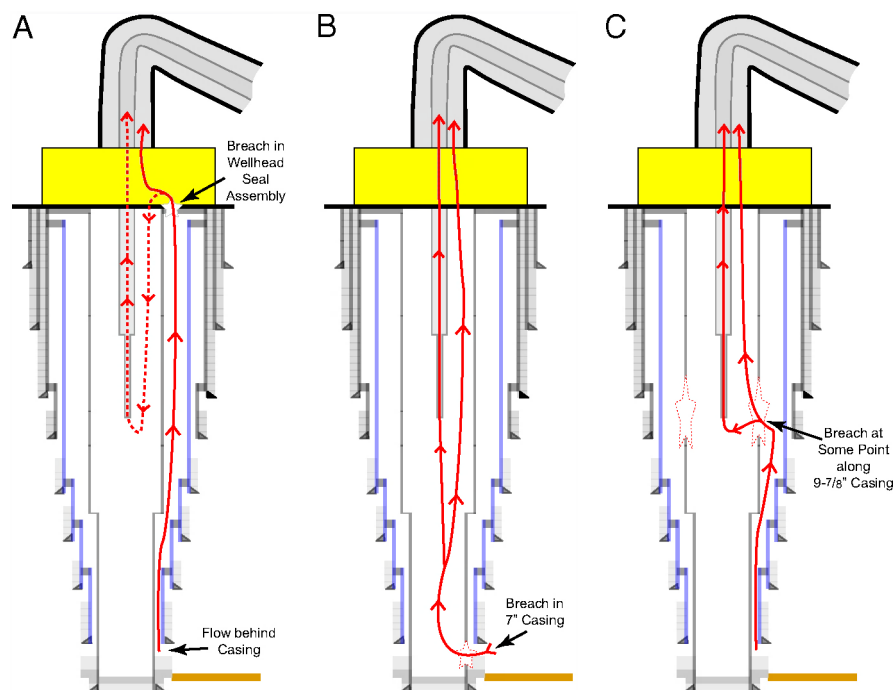 A
B
C
Breach in
Wellhead
Seal
Assembly
Flow behind
Casing
Breach in
7" Casing
Breach at
Some Point
along
9-7/8" Casing